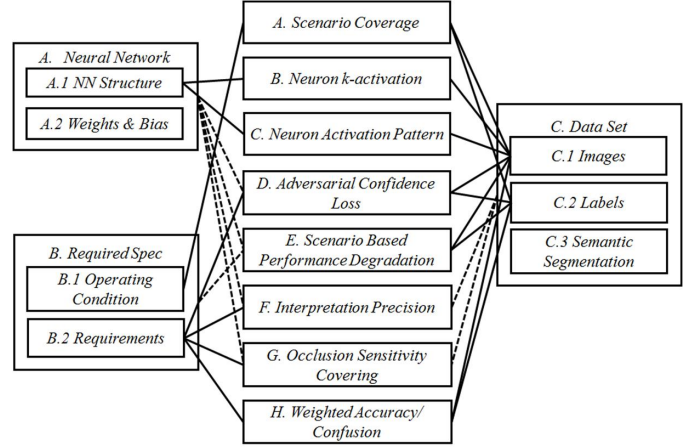 A. Neural Network
A.1 NN Structure
A.2 Weights & Bias
B. Required Spec
B.1 Operating
Condition
B.2 Requirements
A. Scenario Coverage
B. Neuron k-activation
C. Neuron Activation Pattern
D. Adversarial Confidence
Loss
E. Scenario Based
Performance Degradation
F. Interpretation Precision
G. Occlusion Sensitivity
Covering
H. Weighted Accuracy/
Confusion
C. Data Set
C.1 Images
C.2 Labels
C.3 Semantic
Segmentation